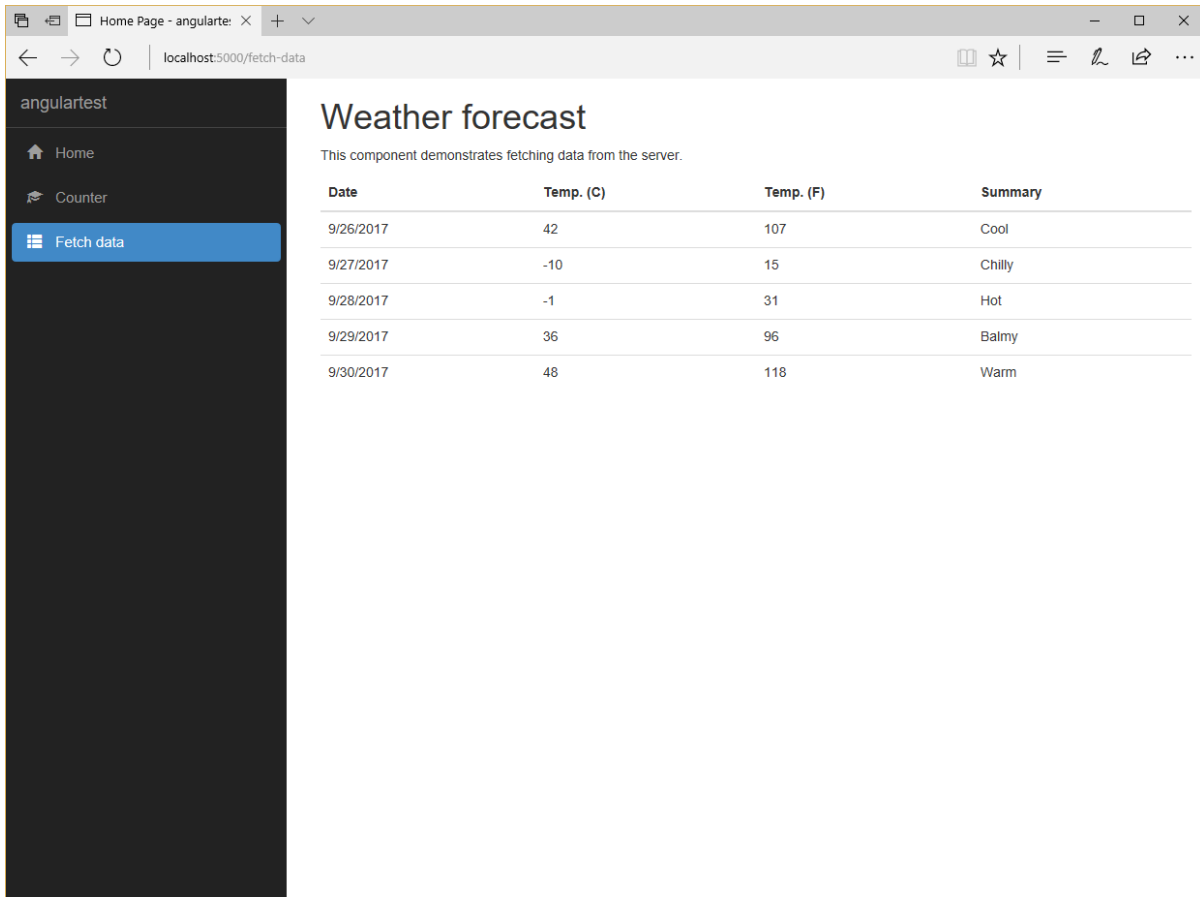 Home Page - angulartes
localhost:5000/fetch-data
angulartest
Home
Counter
Fetch data
Weather forecast
This component demonstrates fetching data from the server.
Date Temp. (C) Temp. (F) Summary
9/26/2017 42 107 Cool
9/27/2017 -10 15 Chilly
9/28/2017 -1 31 Hot
9/29/2017 36 96 Balmy
9/30/2017 48 118 Warm